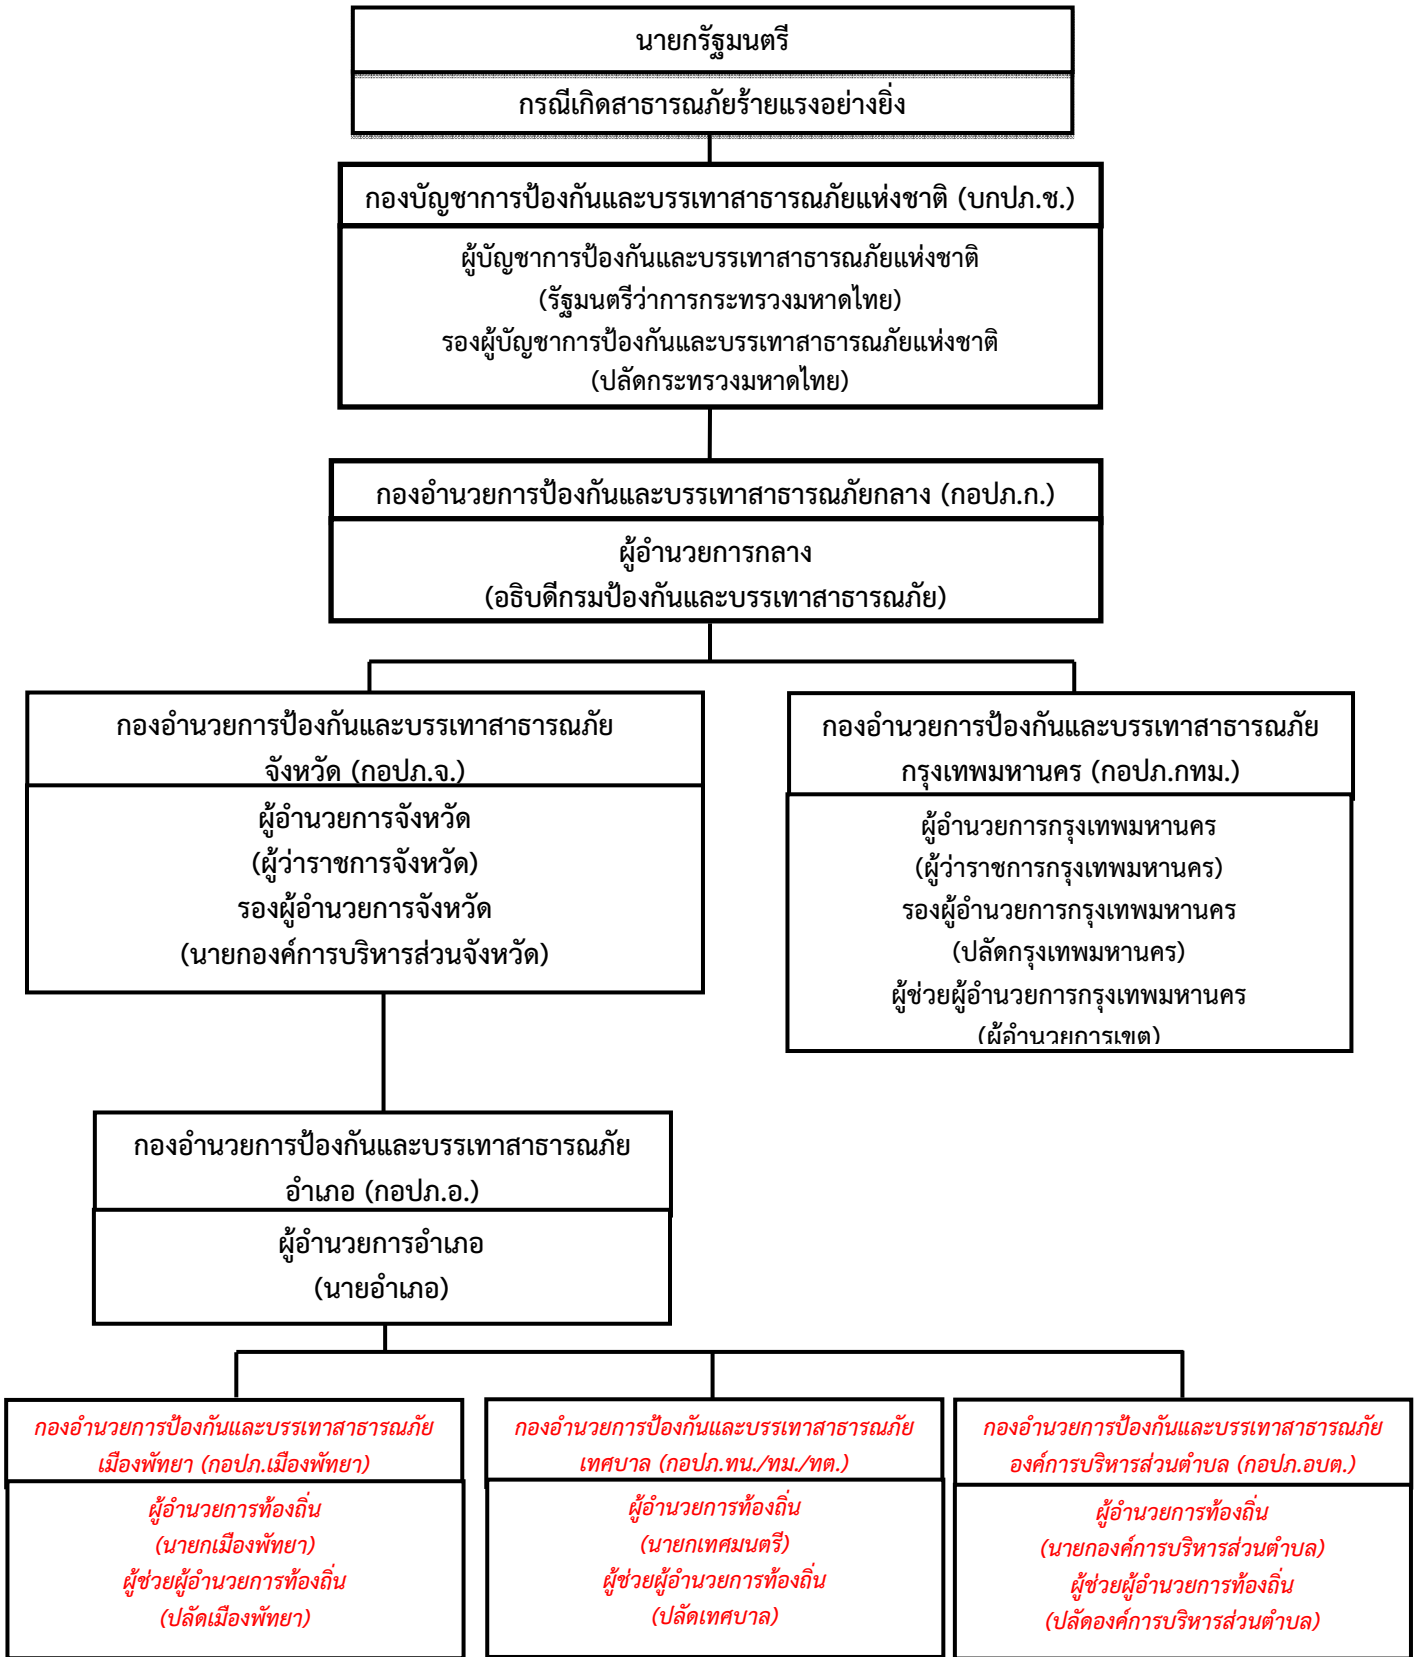 นายกรัฐมนตรี
กรณีเกิดสาธารณภัยร้ายแรงอย่างยิ่ง
กองบัญชาการป้องกันและบรรเทาสาธารณภัยแห่งชาติ (บกปภ.ช.)
ผู้บัญชาการป้องกันและบรรเทาสาธารณภัยแห่งชาติ
(รัฐมนตรีว่าการกระทรวงมหาดไทย)
รองผู้บัญชาการป้องกันและบรรเทาสาธารณภัยแห่งชาติ
(ปลัดกระทรวงมหาดไทย)
กองอำนวยการป้องกันและบรรเทาสาธารณภัยกลาง (กอปภ.ก.)
ผู้อำนวยการกลาง
(อธิบดีกรมป้องกันและบรรเทาสาธารณภัย)
กองอำนวยการป้องกันและบรรเทาสาธารณภัย
จังหวัด (กอปภ.จ.)
ผู้อำนวยการจังหวัด
(ผู้ว่าราชการจังหวัด)
รองผู้อำนวยการจังหวัด
(นายกองค์การบริหารส่วนจังหวัด)
กองอำนวยการป้องกันและบรรเทาสาธารณภัย
กรุงเทพมหานคร (กอปภ.กทม.)
ผู้อำนวยการกรุงเทพมหานคร
(ผู้ว่าราชการกรุงเทพมหานคร)
รองผู้อำนวยการกรุงเทพมหานคร
(ปลัดกรุงเทพมหานคร)
ผู้ช่วยผู้อำนวยการกรุงเทพมหานคร
(ผู้อำนวยการเขต)
กองอำนวยการป้องกันและบรรเทาสาธารณภัย
อำเภอ (กอปภ.อ.)
ผู้อำนวยการอำเภอ
(นายอำเภอ)
กองอำนวยการป้องกันและบรรเทาสาธารณภัย
เมืองพัทยา (กอปภ.เมืองพัทยา)
ผู้อำนวยการท้องถิ่น
(นายกเมืองพัทยา)
ผู้ช่วยผู้อำนวยการท้องถิ่น
(ปลัดเมืองพัทยา)
กองอำนวยการป้องกันและบรรเทาสาธารณภัย
เทศบาล (กอปภ.ทน./ทม./ทต.)
ผู้อำนวยการท้องถิ่น
(นายกเทศมนตรี)
ผู้ช่วยผู้อำนวยการท้องถิ่น
(ปลัดเทศบาล)
กองอำนวยการป้องกันและบรรเทาสาธารณภัย
องค์การบริหารส่วนตำบล (กอปภ.อบต.)
ผู้อำนวยการท้องถิ่น
(นายกองค์การบริหารส่วนตำบล)
ผู้ช่วยผู้อำนวยการท้องถิ่น
(ปลัดองค์การบริหารส่วนตำบล)